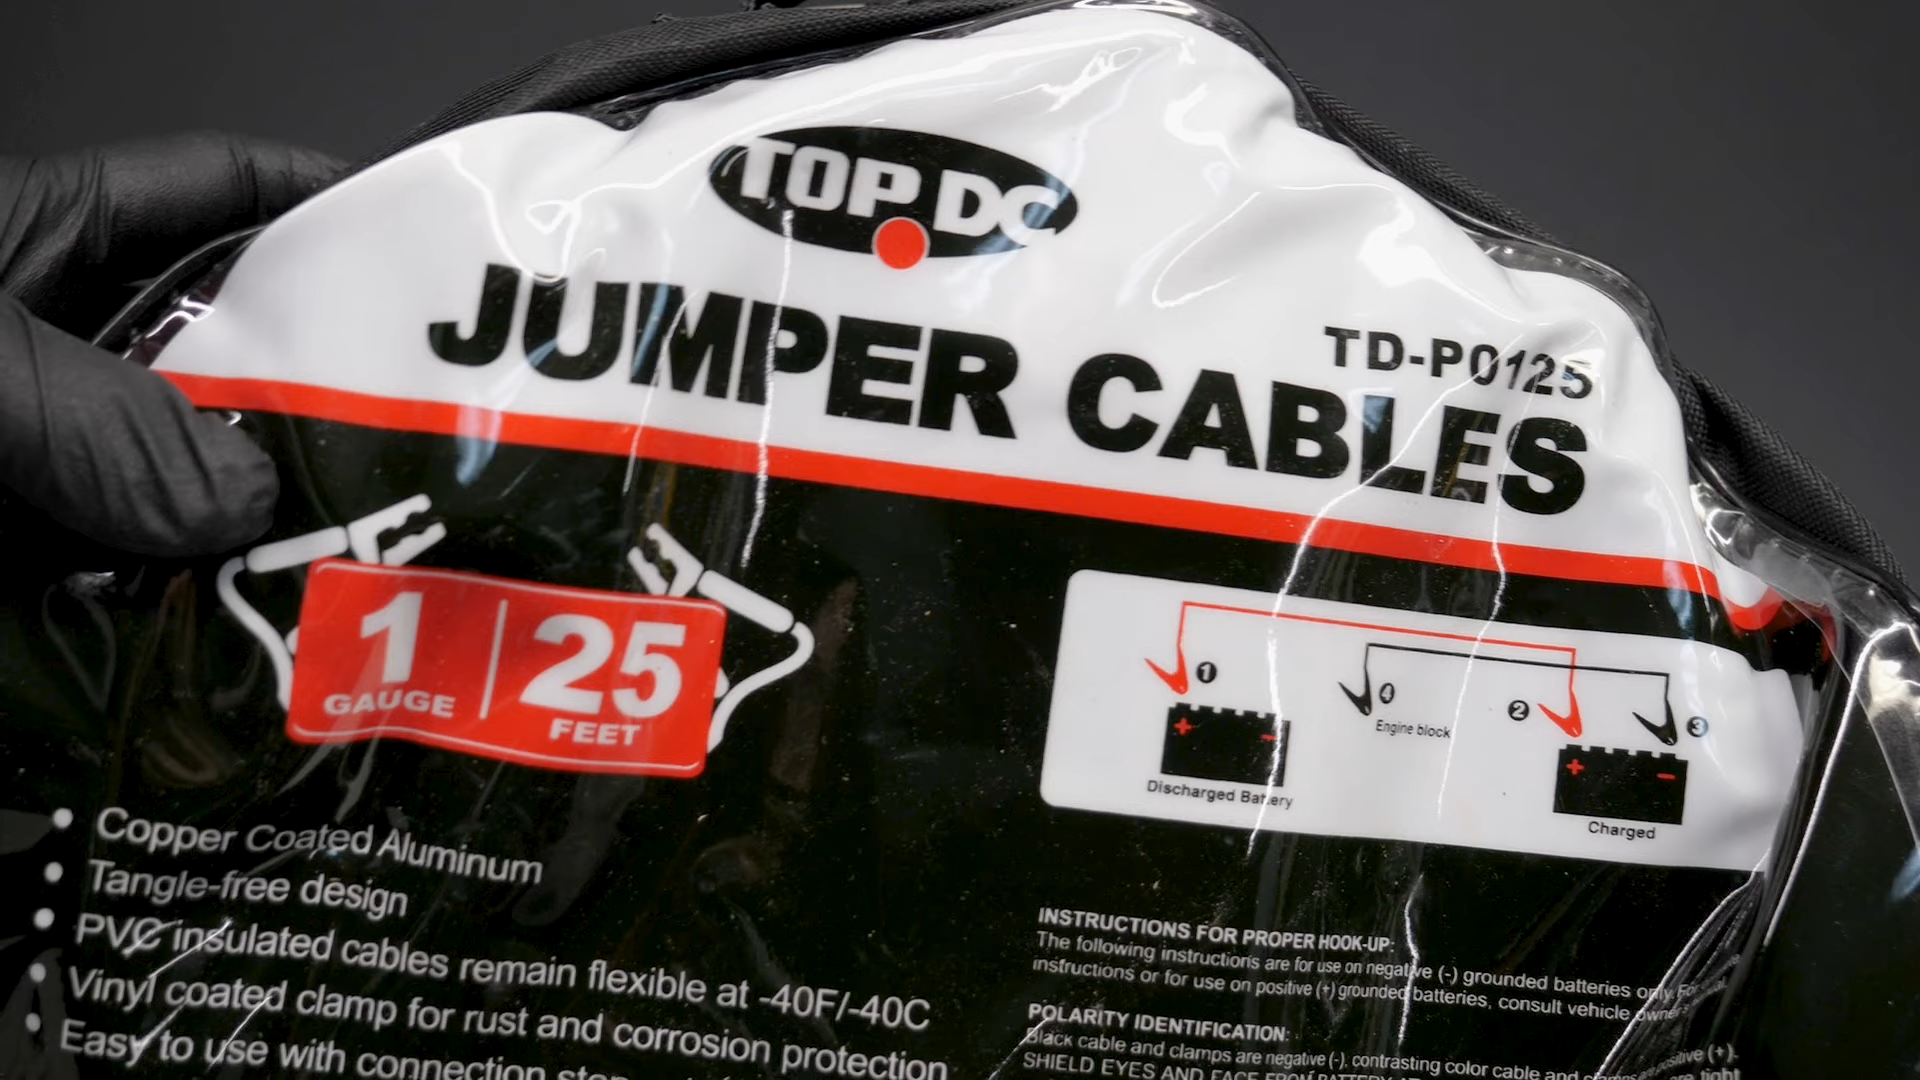 TOP DC
TD-P0125
JUMPER CABLES
1
GAUGE
25
FEET
1
4
Engine block
2
3
+
-
Discharged Battery
+
-
Charged
• Copper Coated Aluminum
• Tangle-free design
• PVC insulated cables remain flexible at -40F/-40C
• Vinyl coated clamp for rust and corrosion protection
• Easy to use with connection
INSTRUCTIONS FOR PROPER HOOK-UP:
The following instructions are for use on negative (-) grounded batteries only. For
instructions or for use on positive (+) grounded batteries, consult vehicle owner's
POLARITY IDENTIFICATION:
Black cable and clamps are negative (-), contrasting color cable and clamps are positive (+).
SHIELD EYES AND FACE FROM BATTERY